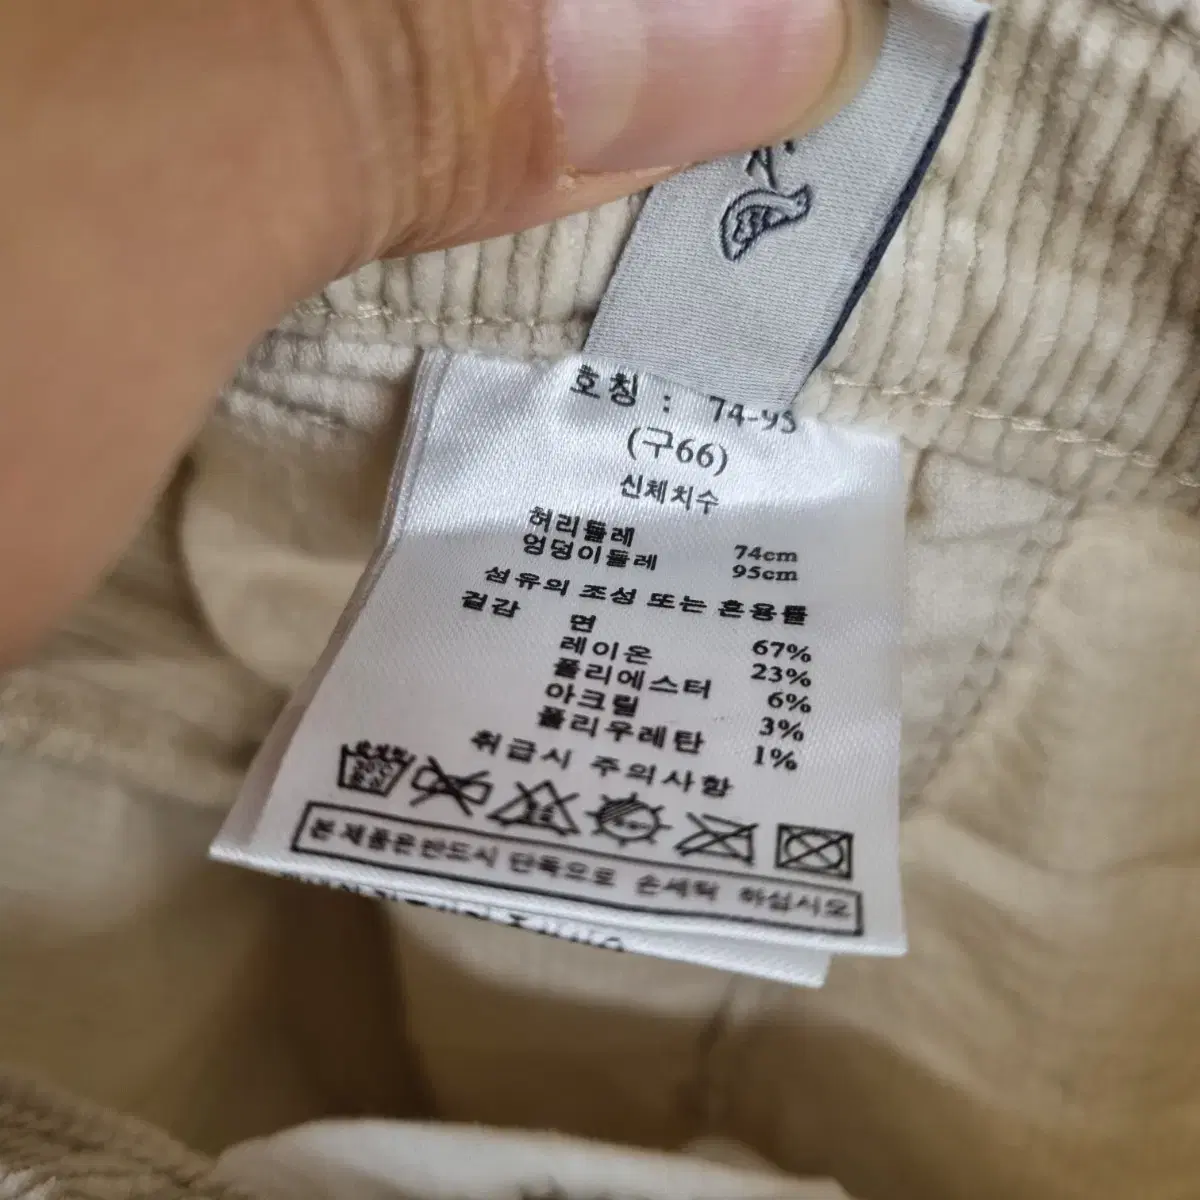 호칭 : 74-95
(구66)
신체치수
허리둘레 74cm
엉덩이둘레 95cm
섬유의 조성 또는 혼용률
겉감 면 67%
레이온 23%
폴리에스터 6%
아크릴 3%
폴리우레탄 1%
취급시 주의사항
본제품은반드시 단독으로 손세탁 하십시오